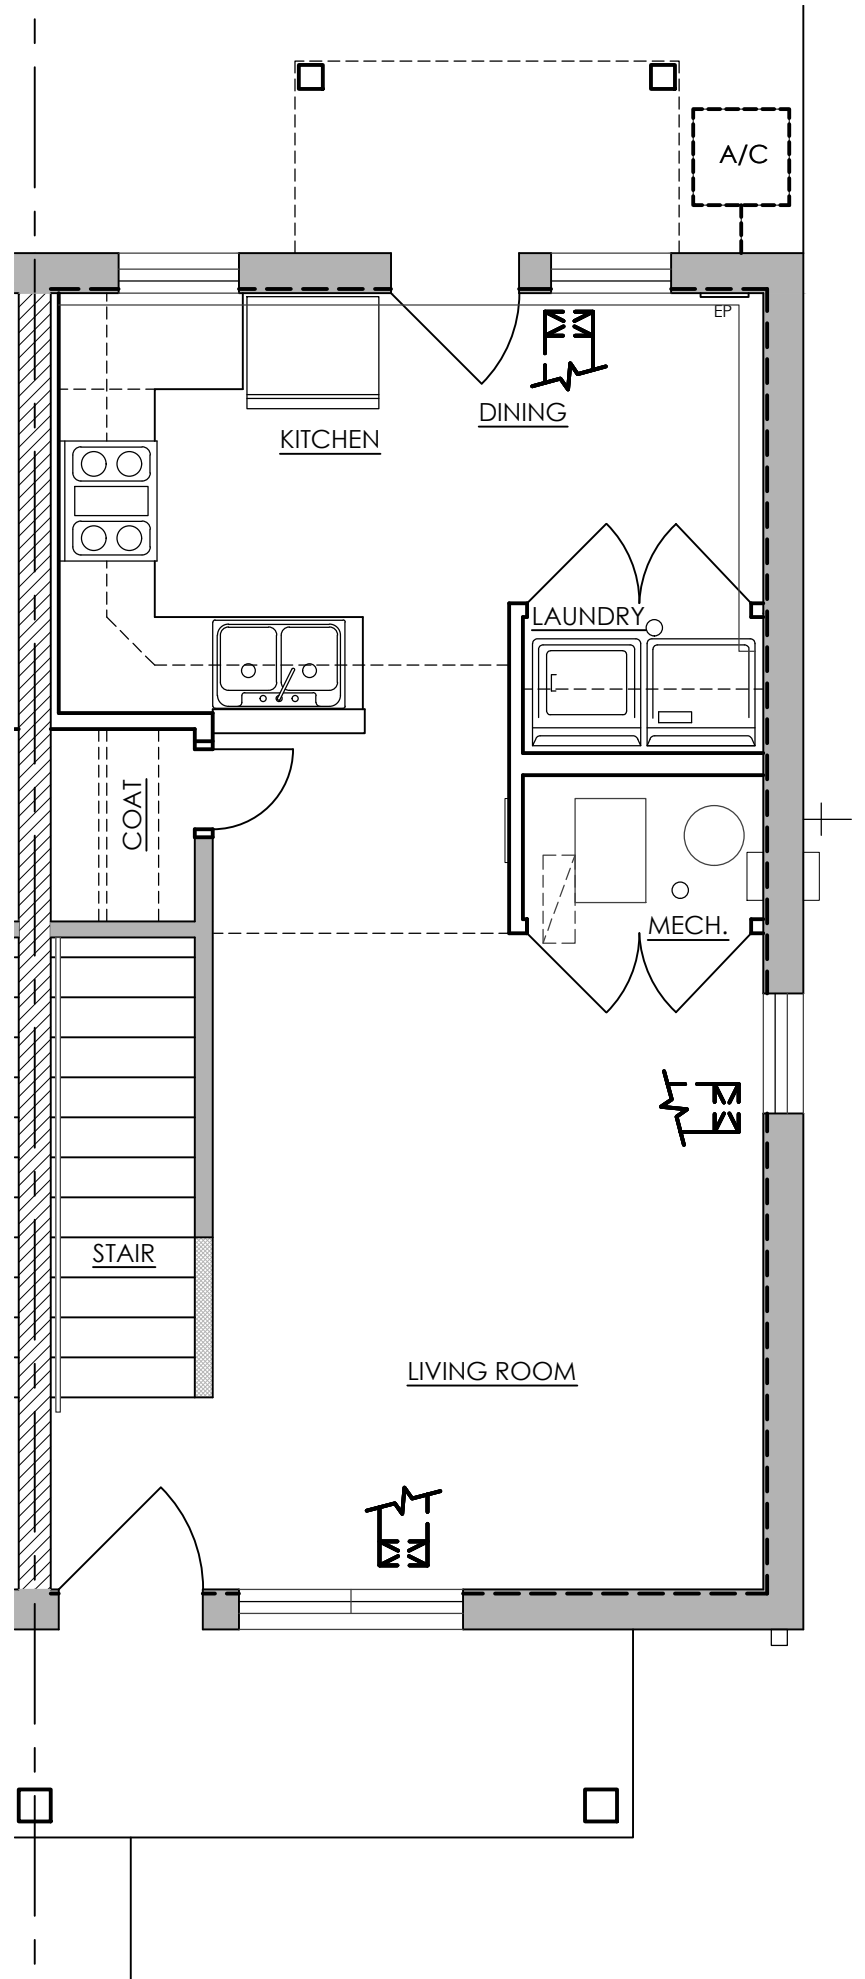 A/C
EP
DINING
KITCHEN
LAUNDRY
COAT
MECH.
STAIR
LIVING ROOM